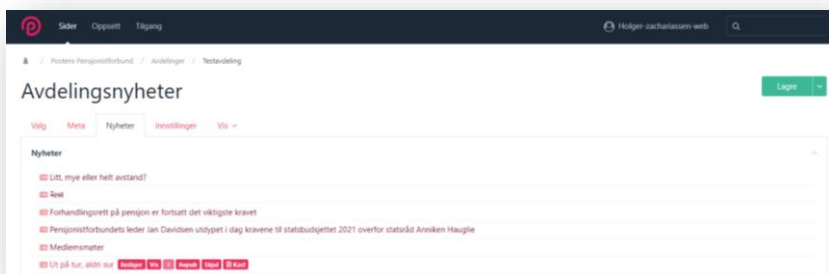 Sider Oppsett Tilgang Holger-zachariassen-web
/ Postens Pensjonistforbund / Avdelinger / Testavdeling
Avdelingsnyheter
Lagre
Valg Meta Nyheter Innstillinger Vis
Nyheter
Litt, mye eller helt avstand?
Test
Forhandlingsrett på pensjon er fortsatt det viktigste kravet
Pensjonistforbundets leder Jan Davidsen utdypet i dag kravene til statsbudsjettet 2021 overfor statsråd Anniken Hauglie
Medlemsmøter
Ut på tur, aldri sur Rediger Vis Avpub Skjul Kast